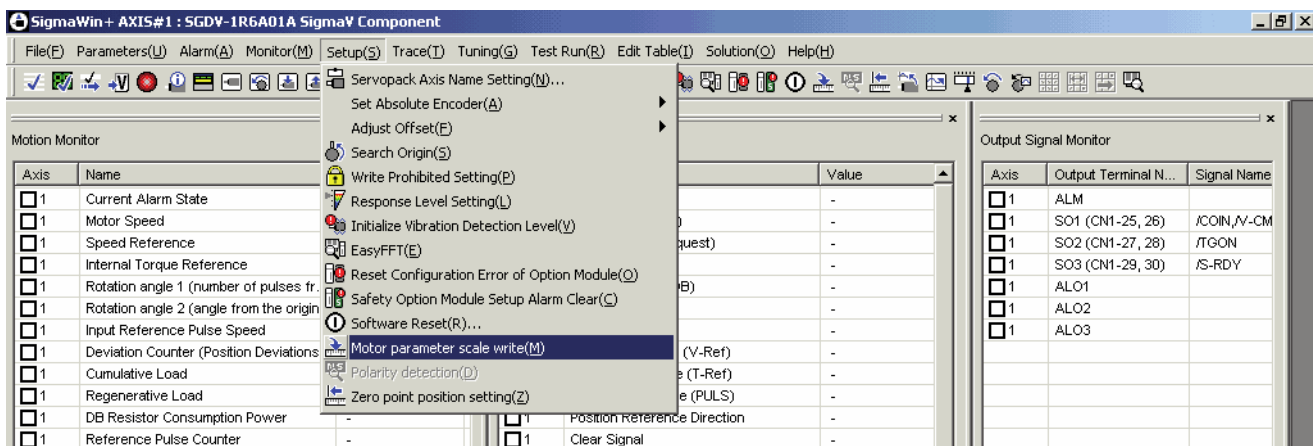 SigmaWin+ AXIS#1 : SGDV-1R6A01A SigmaV Component
File(F) Parameters(U) Alarm(A) Monitor(M) Setup(S) Trace(T) Tuning(G) Test Run(R) Edit Table(I) Solution(O) Help(H)
Servopack Axis Name Setting(N)...
Set Absolute Encoder(A)
Adjust Offset(F)
Search Origin(S)
Write Prohibited Setting(P)
Response Level Setting(L)
Initialize Vibration Detection Level(V)
EasyFFT(E)
Reset Configuration Error of Option Module(O)
Safety Option Module Setup Alarm Clear(C)
Software Reset(R)...
Motor parameter scale write(M)
Polarity detection(D)
Zero point position setting(Z)
Motion Monitor
Axis Name
1 Current Alarm State
1 Motor Speed
1 Speed Reference
1 Internal Torque Reference
1 Rotation angle 1 (number of pulses fr.
1 Rotation angle 2 (angle from the origin
1 Input Reference Pulse Speed
1 Deviation Counter (Position Deviations
1 Cumulative Load
1 Regenerative Load
1 DB Resistor Consumption Power -
1 Reference Pulse Counter -
Value
-
)
-
quest) -
-
OB) -
-
-
(V-Ref) -
e (T-Ref) -
e (PULS) -
1 Position Reference Direction -
1 Clear Signal -
Output Signal Monitor
Axis Output Terminal N... Signal Name
1 ALM
1 SO1 (CN1-25, 26) /COIN,/V-CM
1 SO2 (CN1-27, 28) /TGON
1 SO3 (CN1-29, 30) /S-RDY
1 ALO1
1 ALO2
1 ALO3